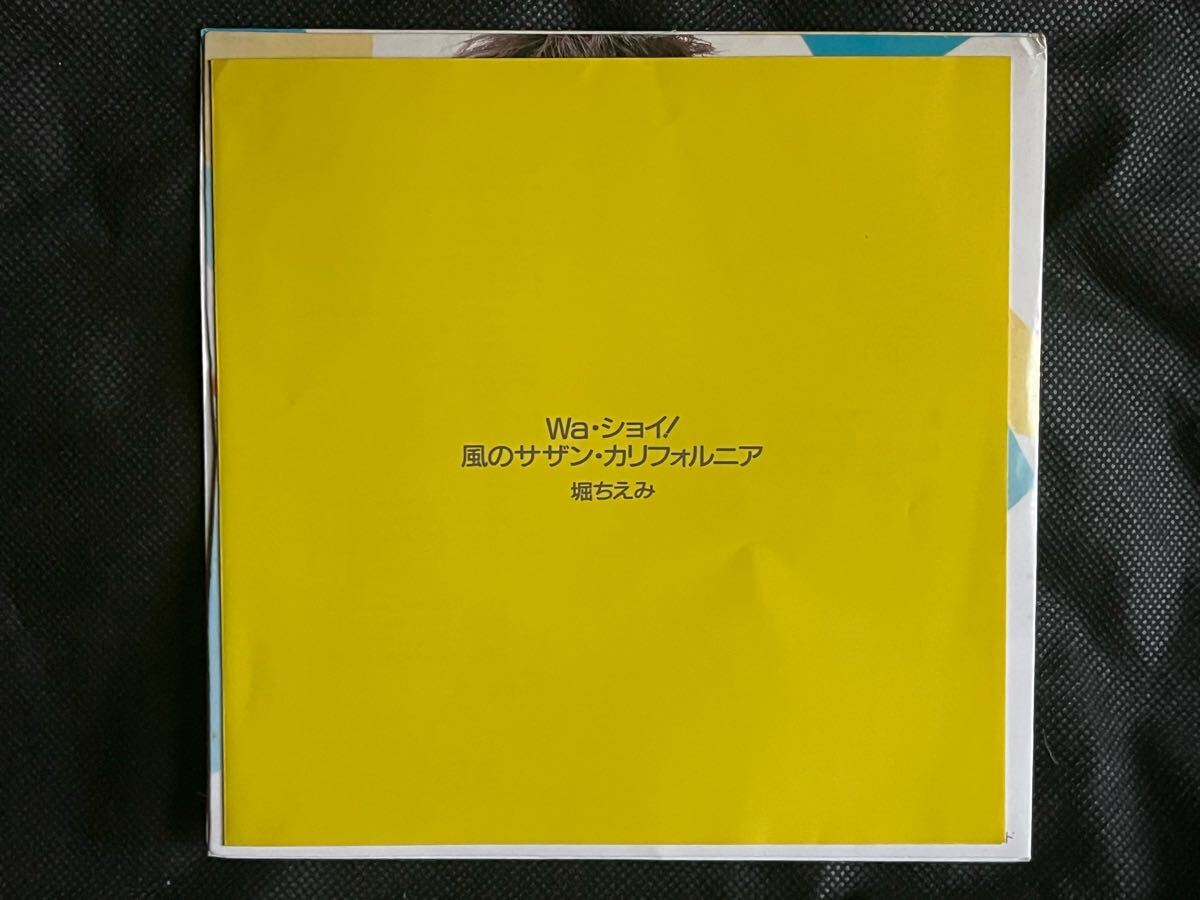 Wa・ショイ!
風のサザン・カリフォルニア
堀ちえみ
ド